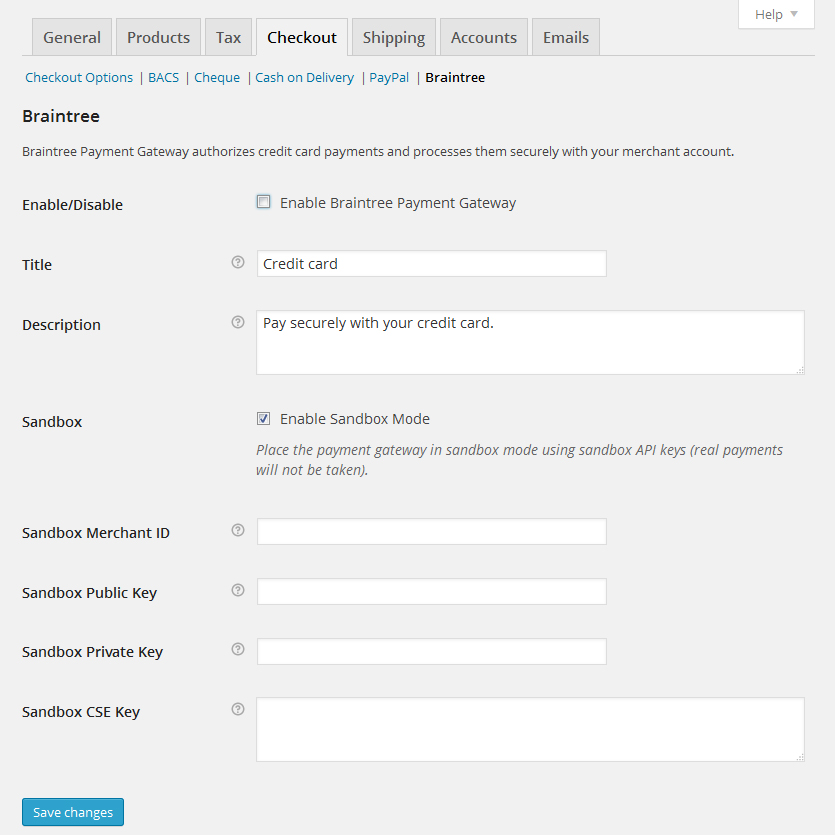 Help
General Products Tax Checkout Shipping Accounts Emails
Checkout Options | BACS | Cheque | Cash on Delivery | PayPal | Braintree
Braintree
Braintree Payment Gateway authorizes credit card payments and processes them securely with your merchant account.
Enable/Disable Enable Braintree Payment Gateway
Title ? Credit card
Description ? Pay securely with your credit card.
Sandbox Enable Sandbox Mode
Place the payment gateway in sandbox mode using sandbox API keys (real payments
will not be taken).
Sandbox Merchant ID ?
Sandbox Public Key ?
Sandbox Private Key ?
Sandbox CSE Key ?
Save changes